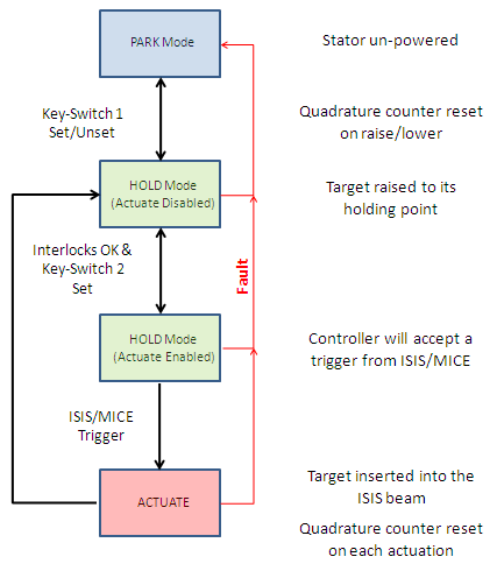 PARK Mode
Stator un-powered
Key-Switch 1
Set/Unset
Quadrature counter reset
on raise/lower
HOLD Mode
(Actuate Disabled)
Target raised to its
holding point
Interlocks OK &
Key-Switch 2
Set
Fault
HOLD Mode
(Actuate Enabled)
Controller will accept a
trigger from ISIS/MICE
ISIS/MICE
Trigger
ACTUATE
Target inserted into the
ISIS beam
Quadrature counter reset
on each actuation